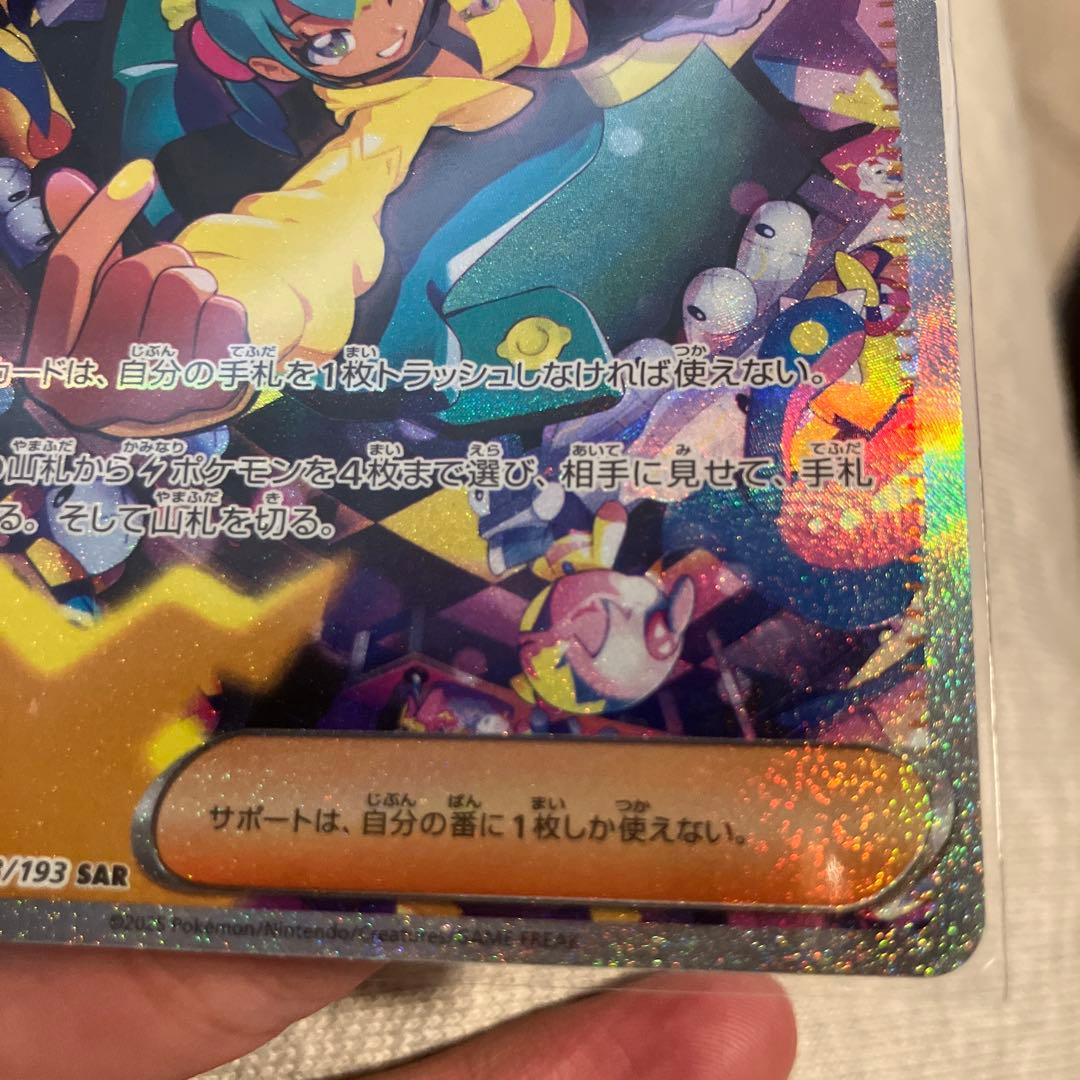 カードは、自分の手札を1枚トラッシュしなければ使えない。
山札から ポケモンを4枚まで選び、相手に見せて、手札
る。そして山札を切る。
サポートは、自分の番に1枚しか使えない。
/193 SAR
©2025 Pokémon/Nintendo/Creatures/GAME FREAK